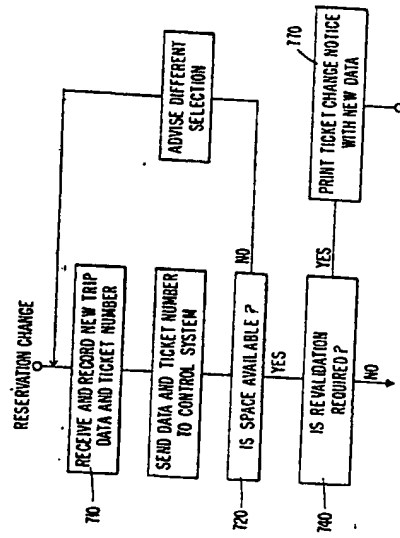 RESERVATION CHANGE
710
RECEIVE AND RECORD NEW TRIP
DATA AND TICKET NUMBER
SEND DATA AND TICKET NUMBER
TO CONTROL SYSTEM
ADVISE DIFFERENT
SELECTION
720
IS SPACE AVAILABLE ?
NO
YES
740
IS REVALIDATION
REQUIRED ?
YES
NO
770
PRINT TICKET CHANGE NOTICE
WITH NEW DATA